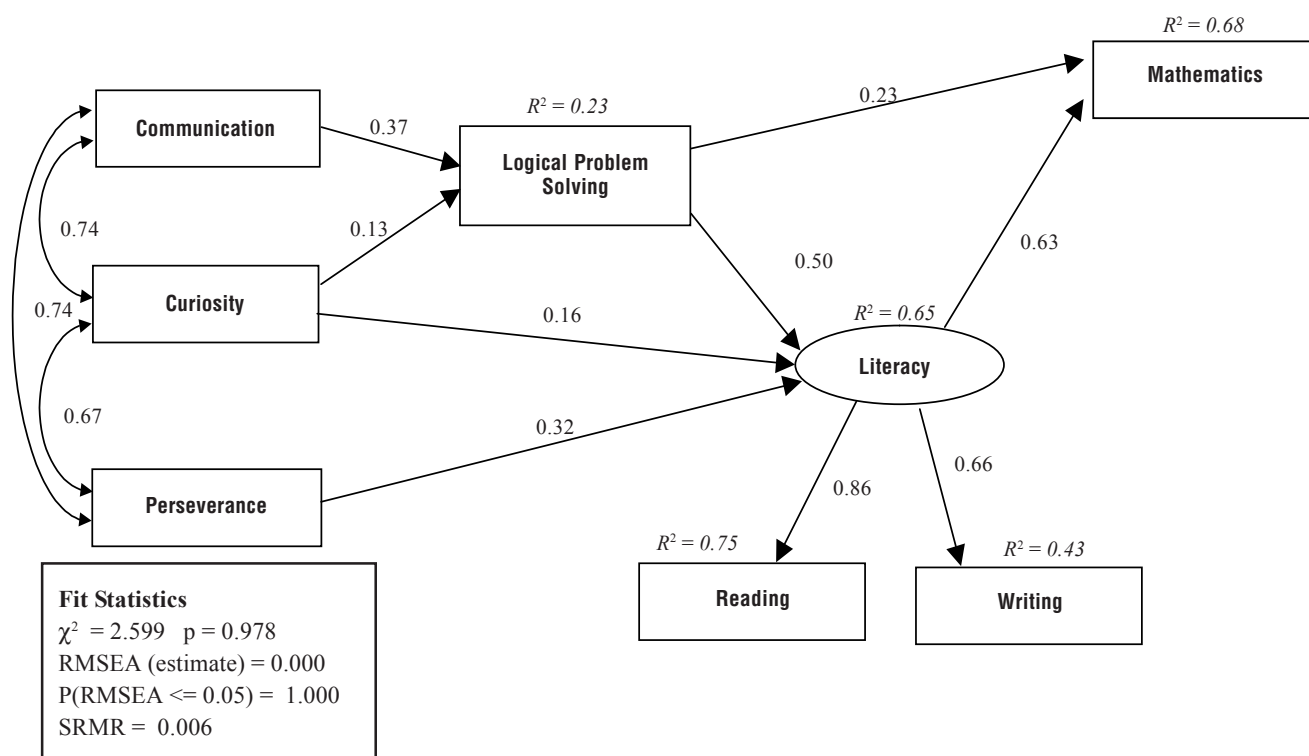 R² = 0.68
Mathematics
0.23
R² = 0.23
Communication
0.37
Logical Problem
Solving
0.74
0.13
0.50
0.63
Curiosity
0.74
0.16
R² = 0.65
Literacy
0.67
0.32
0.66
0.86
Perseverance
R² = 0.75
R² = 0.43
Reading
Writing
Fit Statistics
χ² = 2.599 p = 0.978
RMSEA (estimate) = 0.000
P(RMSEA <= 0.05) = 1.000
SRMR = 0.006